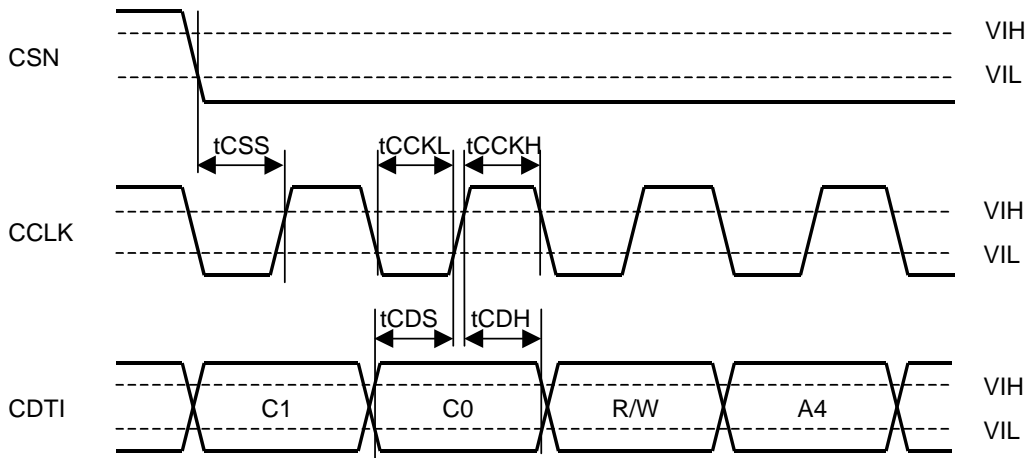 VIH
CSN
VIL
tCSS tCCKL tCCKH
VIH
CCLK
VIL
tCDS tCDH
VIH
CDTI C1 C0 R/W A4
VIL